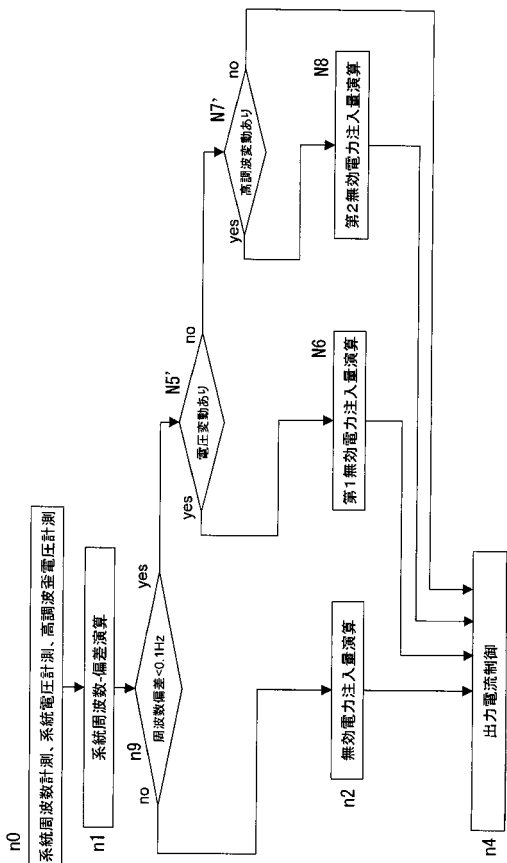 n0
系統周波数計測、系統電圧計測、高調波歪電圧計測
n1
系統周波数-偏差演算
n9
周波数偏差<0.1Hz
no
yes
N5'
電圧変動あり
yes
no
N7'
高調波変動あり
yes
no
n2
無効電力注入量演算
N6
第1無効電力注入量演算
N8
第2無効電力注入量演算
n4
出力電流制御